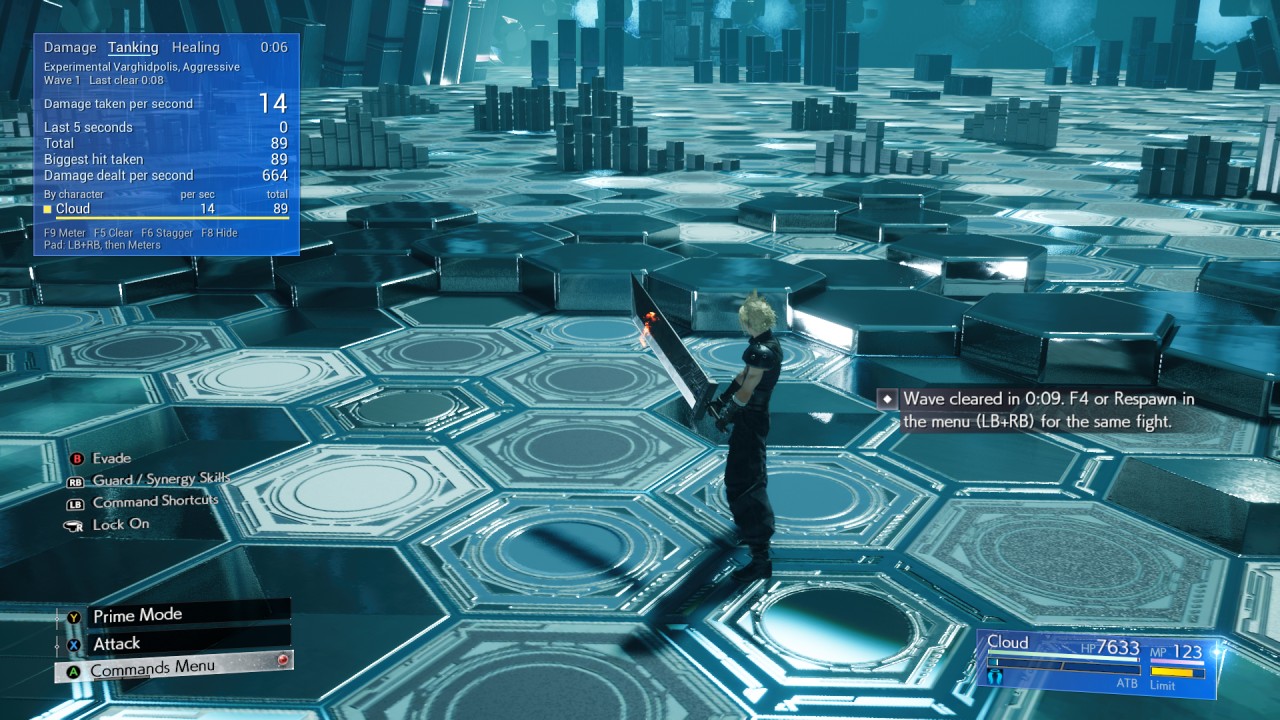 Damage Tanking Healing 0:06
Experimental Varghidpolis, Aggressive
Wave 1 Last clear 0:08
Damage taken per second 14
Last 5 seconds 0
Total 89
Biggest hit taken 89
Damage dealt per second 664
By character per sec total
Cloud 14 89
F9 Meter F5 Clear F6 Stagger F8 Hide
Pad: LB+RB, then Meters
Wave cleared in 0:09. F4 or Respawn in
the menu (LB+RB) for the same fight.
B Evade
RB Guard / Synergy Skills
LB Command Shortcuts
R Lock On
Y Prime Mode
X Attack
A Commands Menu
Cloud HP 7633 MP 123
ATB Limit